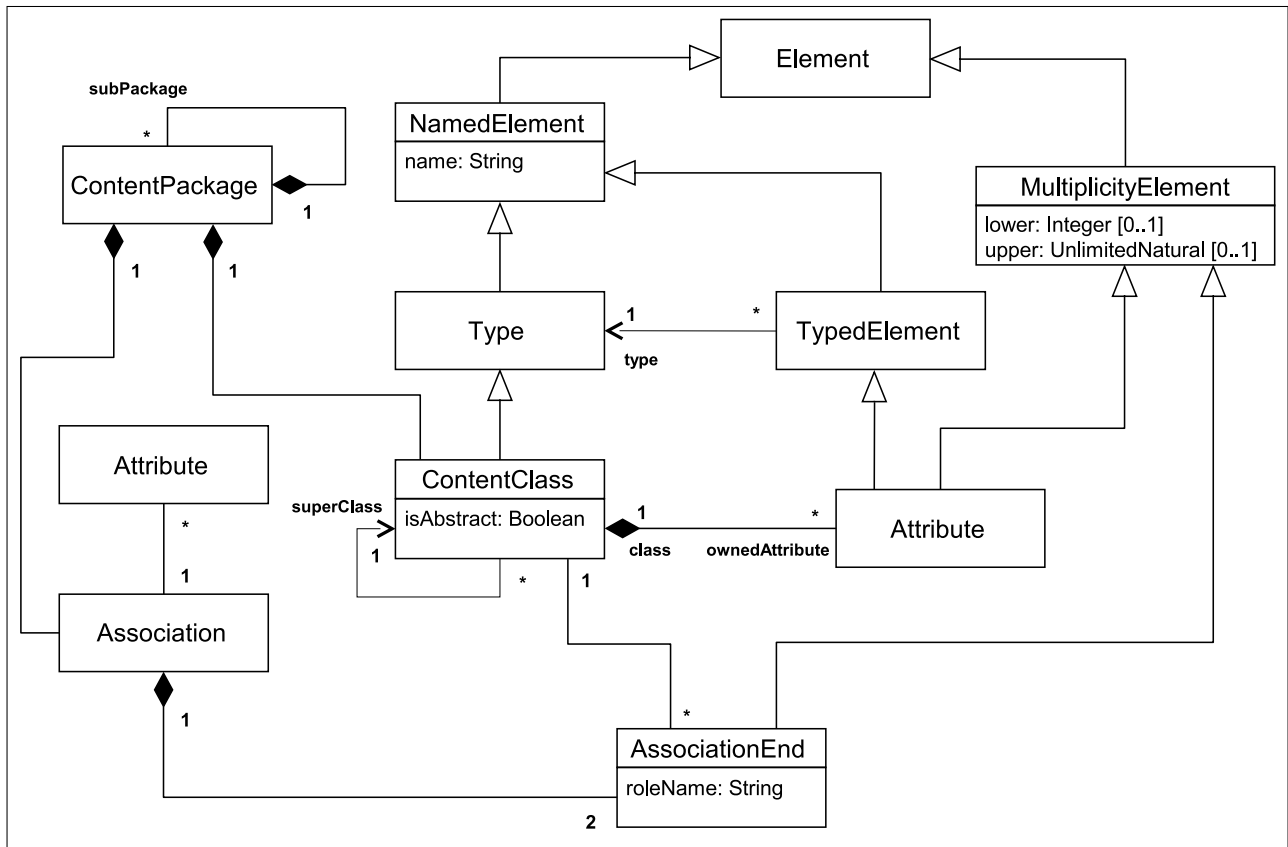 Element
subPackage
*
NamedElement
name: String
ContentPackage
1
MultiplicityElement
lower: Integer [0..1]
upper: UnlimitedNatural [0..1]
1
1
Type
1
*
type
TypedElement
Attribute
ContentClass
isAbstract: Boolean
superClass
1
*
1
class
*
ownedAttribute
Attribute
*
1
1
Association
1
*
AssociationEnd
roleName: String
2